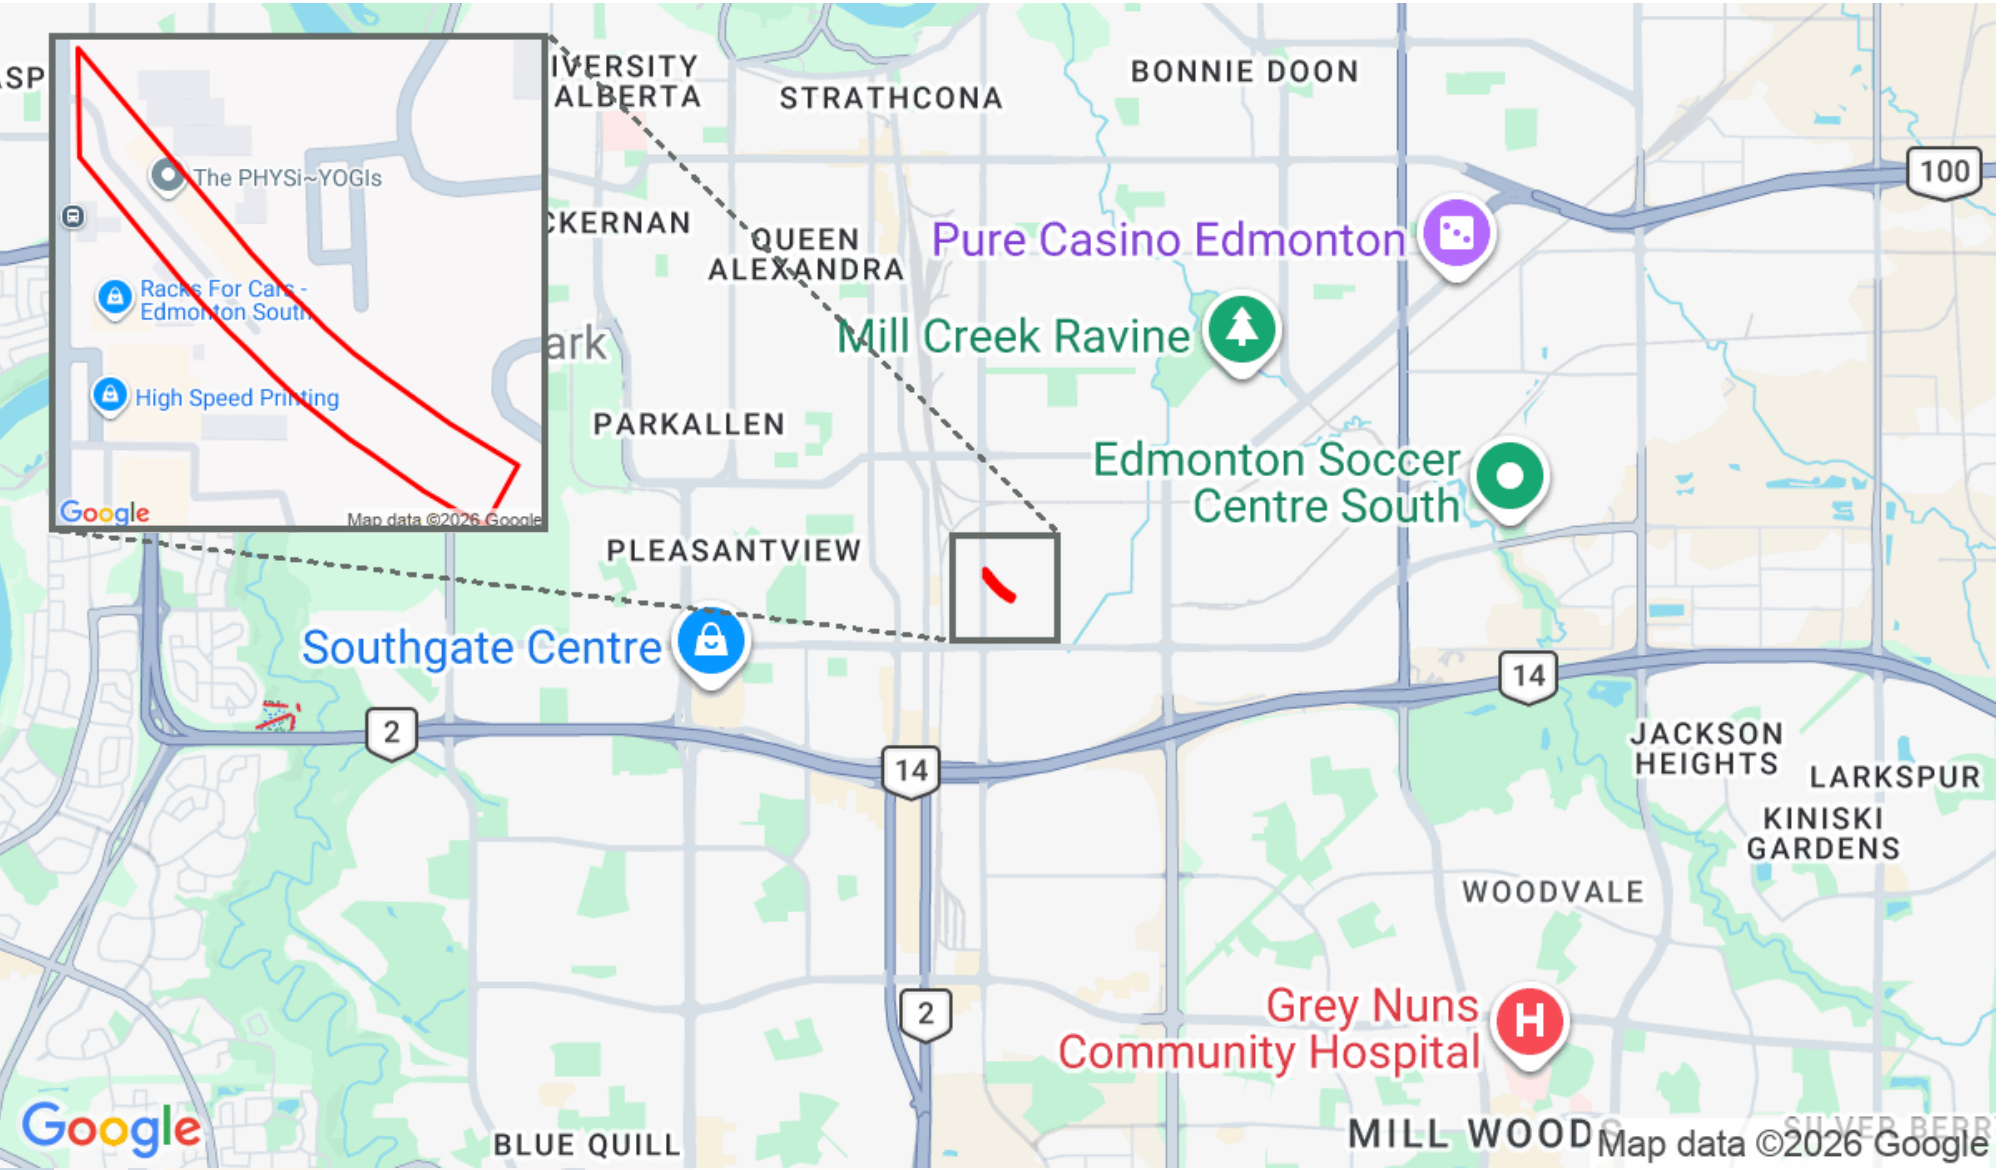 ASP
IVERSITY
ALBERTA
STRATHCONA
BONNIE DOON
100
The PHYSi~YOGIs
CKERNAN
QUEEN
ALEXANDRA
Pure Casino Edmonton
Racks For Cars -
Edmonton South
ark
Mill Creek Ravine
High Speed Printing
PARKALLEN
Edmonton Soccer
Centre South
Google
Map data ©2026 Google
PLEASANTVIEW
Southgate Centre
14
2
14
JACKSON
HEIGHTS
LARKSPUR
KINISKI
GARDENS
WOODVALE
2
Grey Nuns
Community Hospital
H
Google
BLUE QUILL
MILL WOODS
SILVER BERR
Map data ©2026 Google